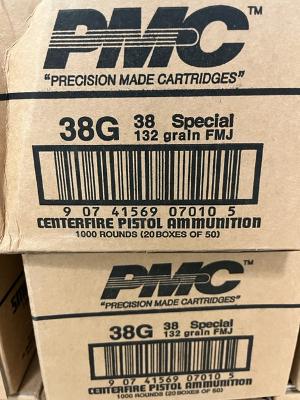 PMC™
"PRECISION MADE CARTRIDGES"
38G 38 Special
132 grain FMJ
9 07 41569 07010 5
CENTERFIRE PISTOL AMMUNITION
1000 ROUNDS (20 BOXES OF 50)
PMC™
"PRECISION MADE CARTRIDGES"
38G 38 Special
132 grain FMJ
9 07 41569 07010 5
CENTERFIRE PISTOL AMMUNITION
1000 ROUNDS (20 BOXES OF 50)